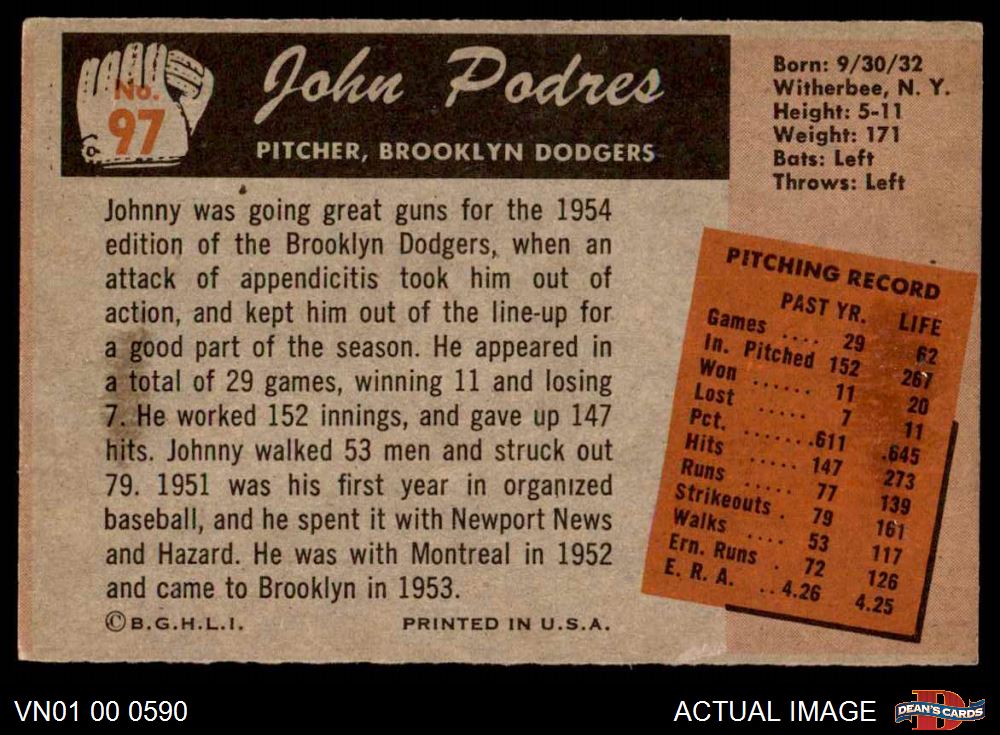 No.
97
John Podres
PITCHER, BROOKLYN DODGERS
Born: 9/30/32
Witherbee, N. Y.
Height: 5-11
Weight: 171
Bats: Left
Throws: Left
Johnny was going great guns for the 1954
edition of the Brooklyn Dodgers, when an
attack of appendicitis took him out of
action, and kept him out of the line-up for
a good part of the season. He appeared in
a total of 29 games, winning 11 and losing
7. He worked 152 innings, and gave up 147
hits. Johnny walked 53 men and struck out
79. 1951 was his first year in organized
baseball, and he spent it with Newport News
and Hazard. He was with Montreal in 1952
and came to Brooklyn in 1953.
©B.G.H.L.I. PRINTED IN U.S.A.
PITCHING RECORD
PAST YR. LIFE
Games .... 29 62
In. Pitched 152 267
Won ...... 11 20
Lost ..... 7 11
Pct. .......611 .645
Hits ..... 147 273
Runs ..... 77 139
Strikeouts . 79 161
Walks .... 53 117
Ern. Runs . 72 126
E. R. A. .. 4.26 4.25
VN01 00 0590
ACTUAL IMAGE
D
DEAN'S CARDS